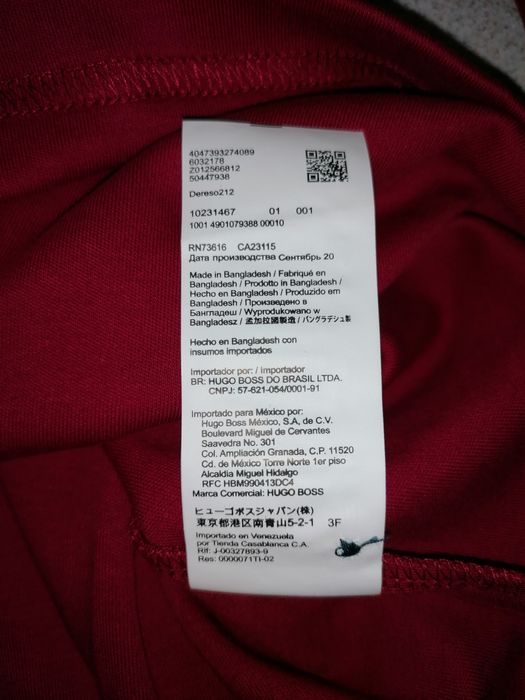 4047393274089
6032178
Z012566812
50447938
Dereso212
10231467 01 001
1001 4901079388 00010
RN73616 CA23115
Дата производства Сентябрь 20
Made in Bangladesh / Fabriqué en
Bangladesh / Prodotto in Bangladesh /
Hecho en Bangladesh / Produzido em
Bangladesh / Произведено в
Бангладеш / Wyprodukowano w
Bangladesz / 孟加拉國製造 / バングラデシュ製
Hecho en Bangladesh con
insumos importados
Importador por: / importador
BR: HUGO BOSS DO BRASIL LTDA.
CNPJ: 57-621-054/0001-91
Importado para México por:
Hugo Boss México, S.A, de C.V.
Boulevard Miguel de Cervantes
Saavedra No. 301
Col. Ampliación Granada, C.P. 11520
Cd. de México Torre Norte 1er piso
Alcaldia Miguel Hidalgo
RFC HBM990413DC4
Marca Comercial: HUGO BOSS
ヒューゴボスジャパン(株)
東京都港区南青山5-2-1 3F
Importado en Venezuela
por Tienda Casablanca C.A.
Rif: J-00327893-9
Res: 0000071TI-02